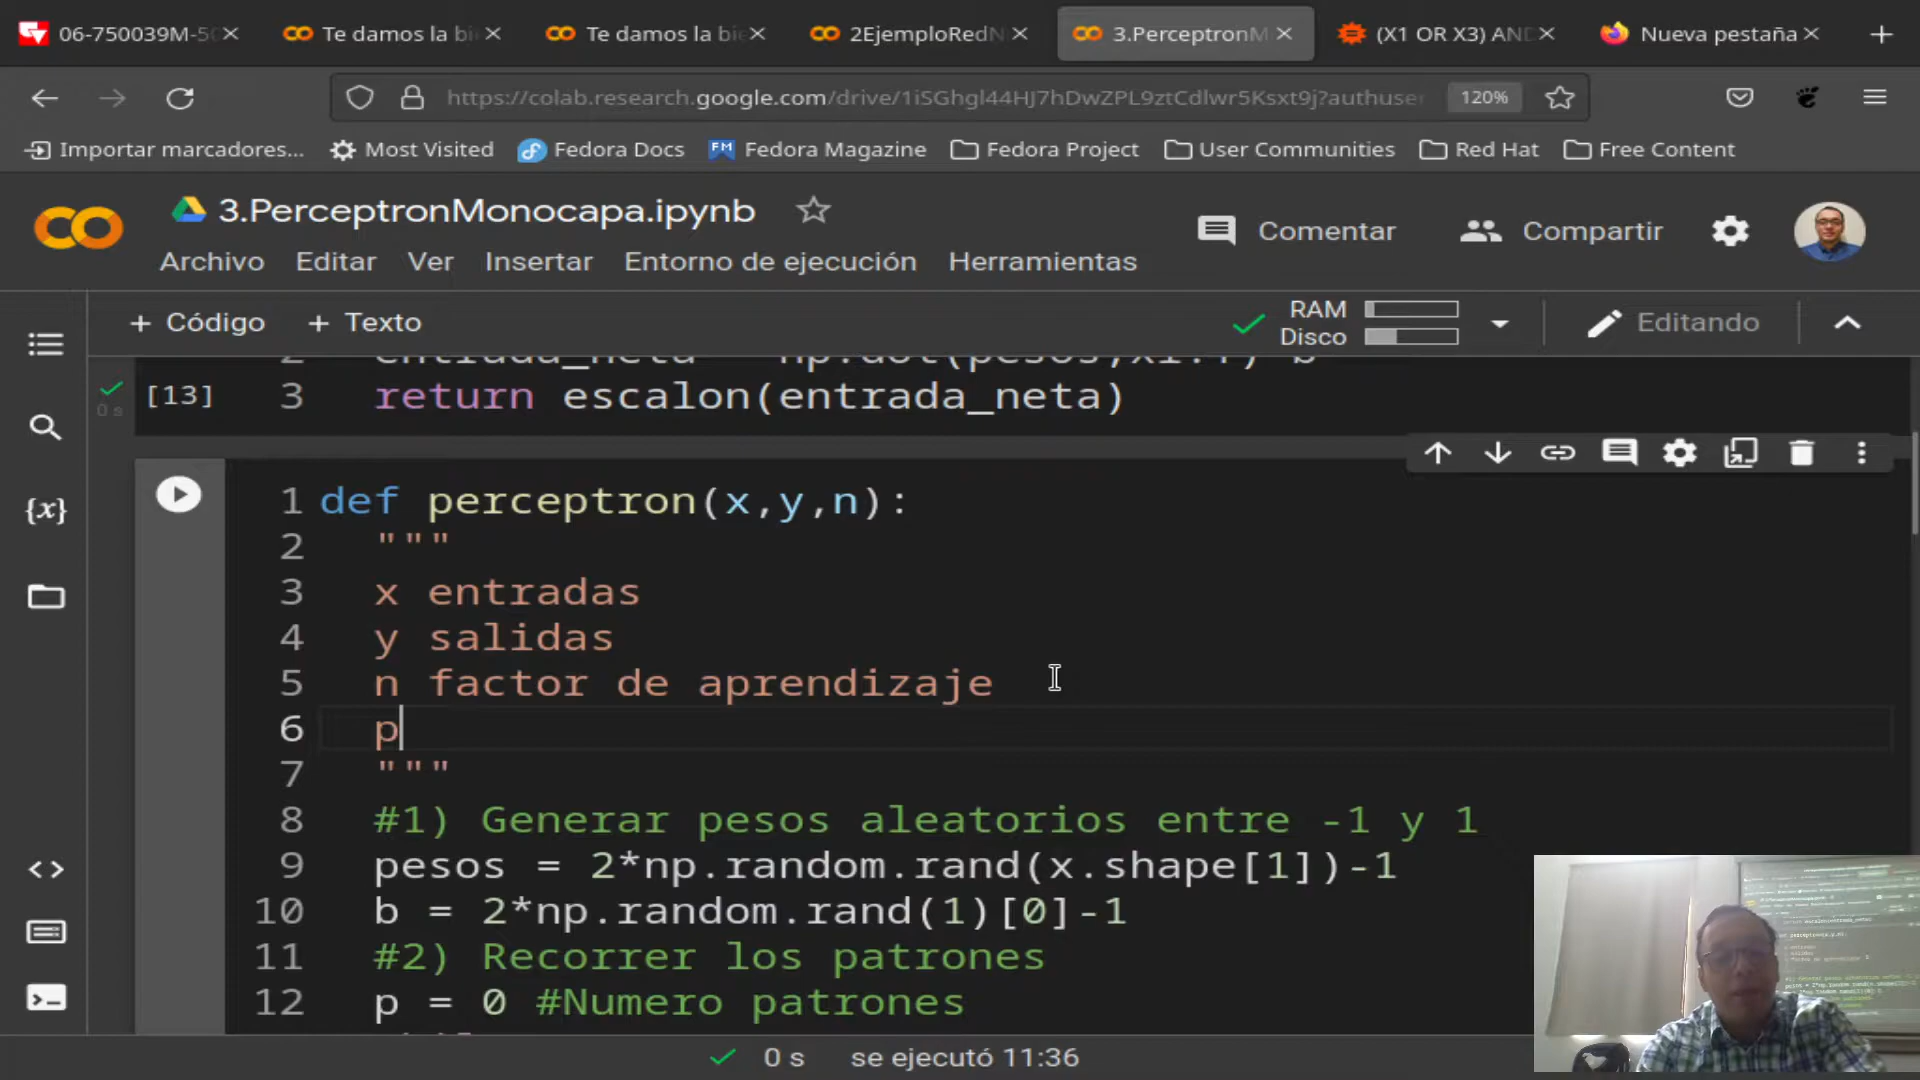 06-750039M-50
Te damos la bi
Te damos la bi
2EjemploRedN
3.PerceptronM
(X1 OR X3) AND
Nueva pestaña
https://colab.research.google.com/drive/1iSGhgl44HJ7hDwZPL9ztCdlwr5Ksxt9j?authuser
120%
Importar marcadores...
Most Visited
Fedora Docs
Fedora Magazine
Fedora Project
User Communities
Red Hat
Free Content
3.PerceptronMonocapa.ipynb
Comentar
Compartir
Archivo Editar Ver Insertar Entorno de ejecución Herramientas
+ Código + Texto
RAM
Disco
Editando
[13]
0 s
3 return escalon(entrada_neta)
1 def perceptron(x,y,n):
2 """
3 x entradas
4 y salidas
5 n factor de aprendizaje
6 p
7 """
8 #1) Generar pesos aleatorios entre -1 y 1
9 pesos = 2*np.random.rand(x.shape[1])-1
10 b = 2*np.random.rand(1)[0]-1
11 #2) Recorrer los patrones
12 p = 0 #Numero patrones
0 s se ejecutó 11:36